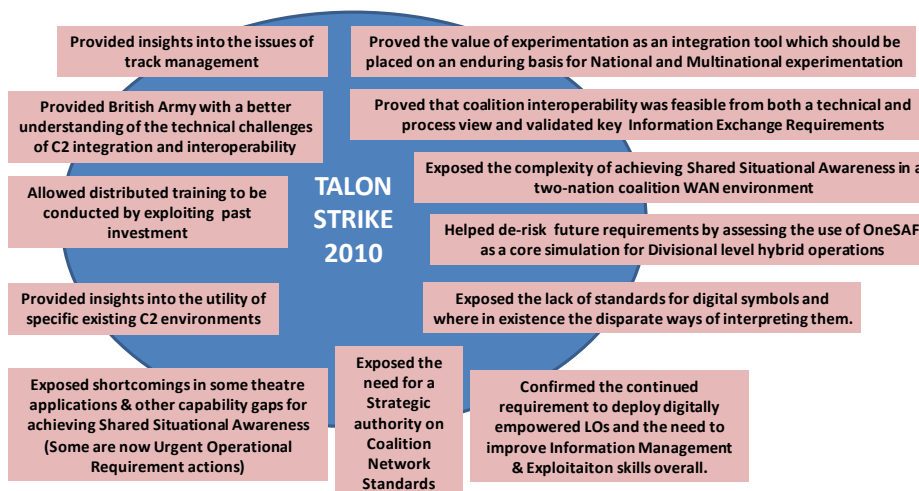 Provided insights into the issues of
track management
Proved the value of experimentation as an integration tool which should be
placed on an enduring basis for National and Multinational experimentation
Provided British Army with a better
understanding of the technical challenges
of C2 integration and interoperability
Proved that coalition interoperability was feasible from both a technical and
process view and validated key Information Exchange Requirements
Allowed distributed training to be
conducted by exploiting past
investment
TALON
STRIKE
2010
Exposed the complexity of achieving Shared Situational Awareness in a
two-nation coalition WAN environment
Helped de-risk future requirements by assessing the use of OneSAF
as a core simulation for Divisional level hybrid operations
Provided insights into the utility of
specific existing C2 environments
Exposed the lack of standards for digital symbols and
where in existence the disparate ways of interpreting them.
Exposed shortcomings in some theatre
applications & other capability gaps for
achieving Shared Situational Awareness
(Some are now Urgent Operational
Requirement actions)
Exposed the
need for a
Strategic
authority on
Coalition
Network
Standards
Confirmed the continued
requirement to deploy digitally
empowered LOs and the need to
improve Information Management
& Exploitaiton skills overall.